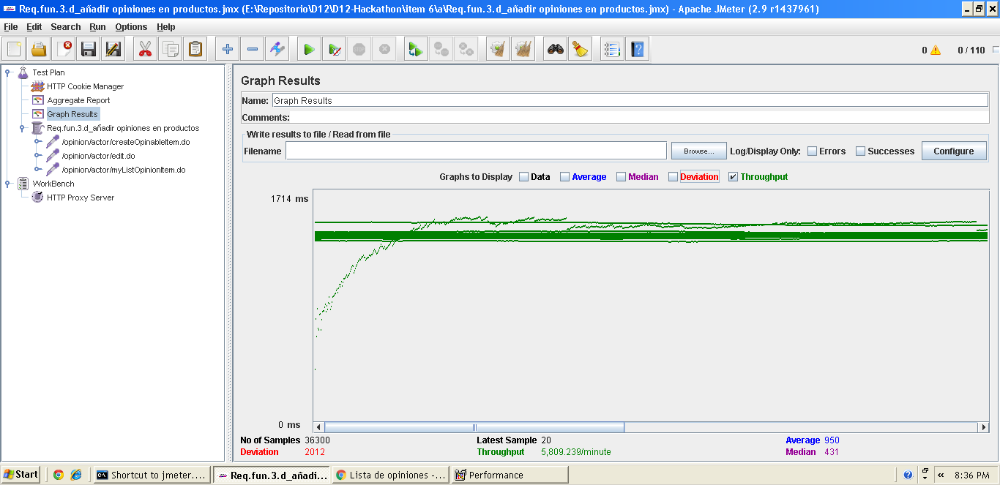 Req.fun.3.d_añadir opiniones en productos.jmx (E:\Repositorio\D12\D12-Hackathon\item 6\a\Req.fun.3.d_añadir opiniones en productos.jmx) - Apache JMeter (2.9 r1437961)
File Edit Search Run Options Help
0 0 / 110
Test Plan
HTTP Cookie Manager
Aggregate Report
Graph Results
Req.fun.3.d_añadir opiniones en productos
/opinion/actor/createOpinableItem.do
/opinion/actor/edit.do
/opinion/actor/myListOpinionItem.do
WorkBench
HTTP Proxy Server
Graph Results
Name: Graph Results
Comments:
Write results to file / Read from file
Filename Browse... Log/Display Only: Errors Successes Configure
Graphs to Display Data Average Median Deviation Throughput
1714 ms
0 ms
No of Samples 36300 Latest Sample 20 Average 950
Deviation 2012 Throughput 5,809.239/minute Median 431
Start Shortcut to jmeter.... Req.fun.3.d_añadi... Lista de opiniones -... Performance 8:36 PM